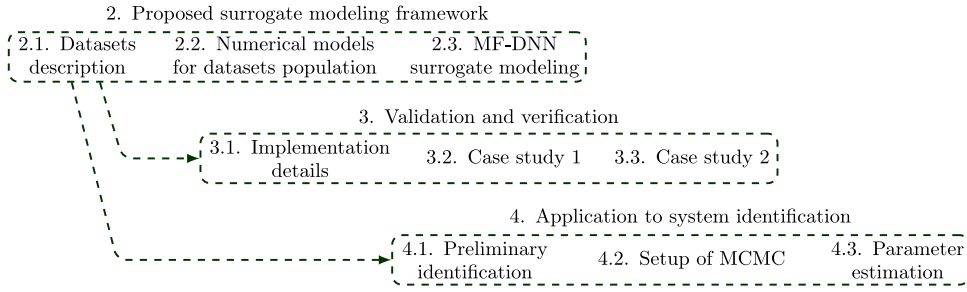 2. Proposed surrogate modeling framework
2.1. Datasets description
2.2. Numerical models for datasets population
2.3. MF-DNN surrogate modeling
3. Validation and verification
3.1. Implementation details
3.2. Case study 1
3.3. Case study 2
4. Application to system identification
4.1. Preliminary identification
4.2. Setup of MCMC
4.3. Parameter estimation